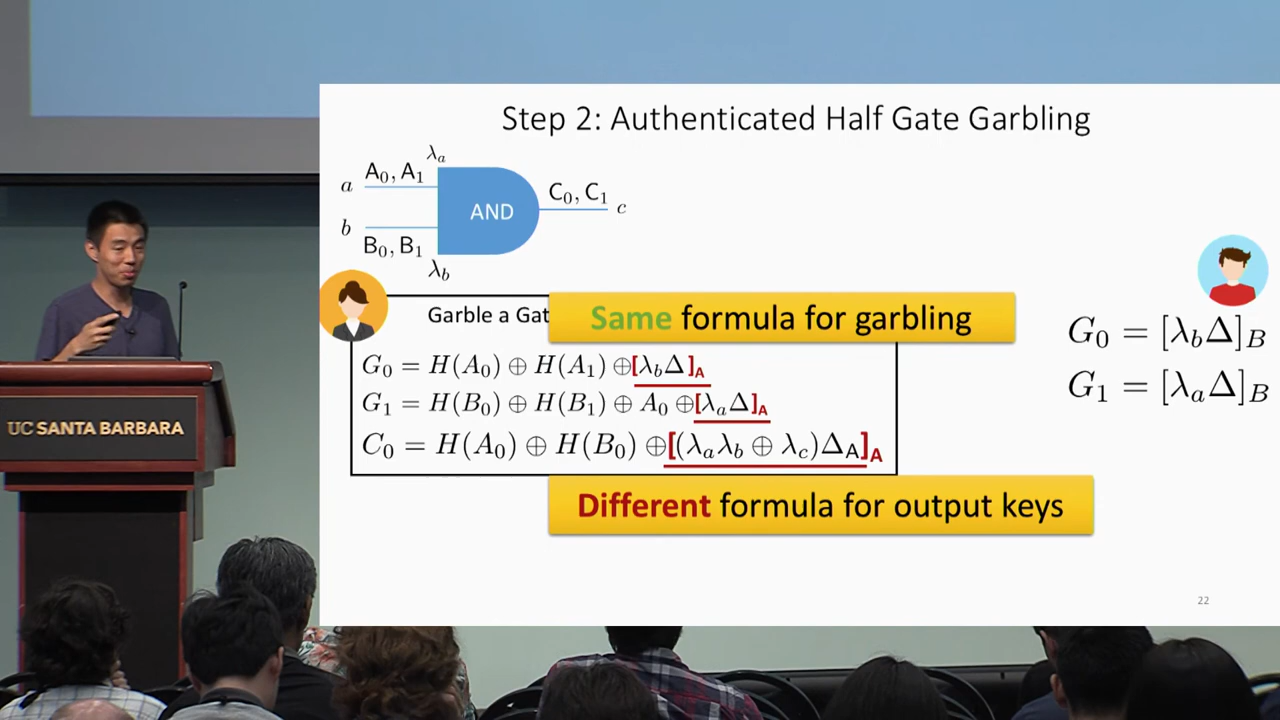 Step 2: Authenticated Half Gate Garbling
λa
A₀, A₁
a
AND
C₀, C₁
c
b
B₀, B₁
λb
Garble a Gat
Same formula for garbling
G₀ = H(A₀) ⊕ H(A₁) ⊕[λbΔ]A
G₁ = H(B₀) ⊕ H(B₁) ⊕ A₀ ⊕[λaΔ]A
C₀ = H(A₀) ⊕ H(B₀) ⊕[(λaλb ⊕ λc)ΔA]A
Different formula for output keys
G₀ = [λbΔ]B
G₁ = [λaΔ]B
22
UC SANTA BARBARA